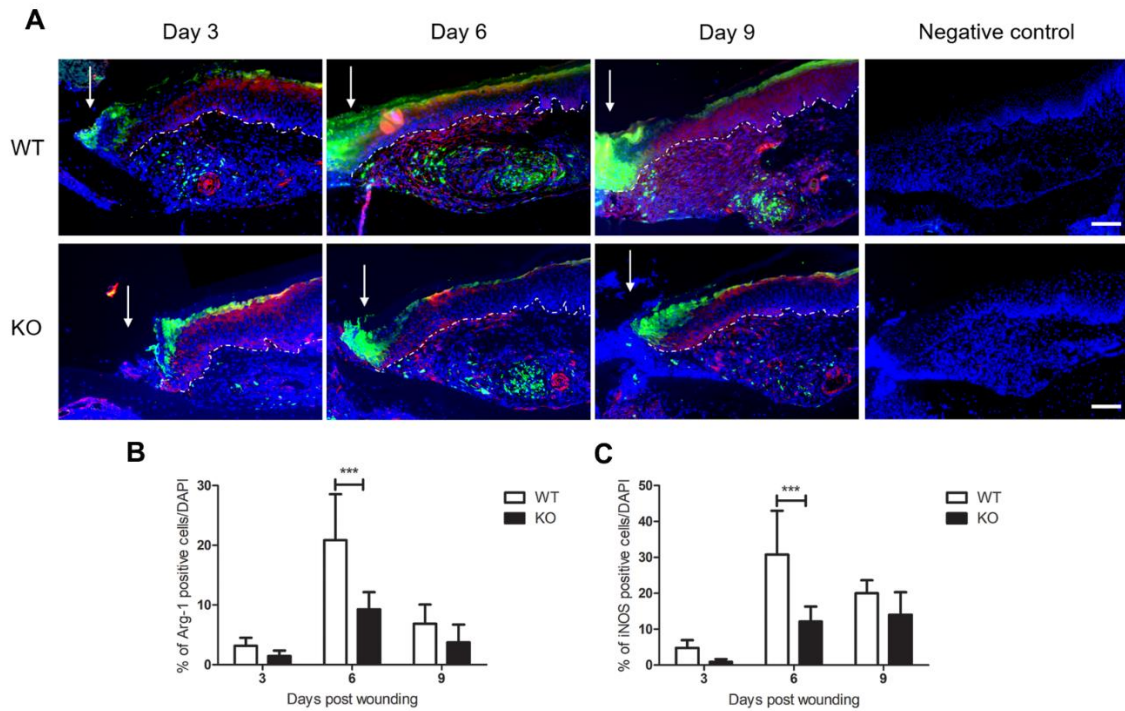 A
Day 3 Day 6 Day 9 Negative control
WT
KO
B
% of Arg-1 positive cells/DAPI
30
20
10
0
***
WT
KO
3 6 9
Days post wounding
C
% of iNOS positive cells/DAPI
50
40
30
20
10
0
***
WT
KO
3 6 9
Days post wounding